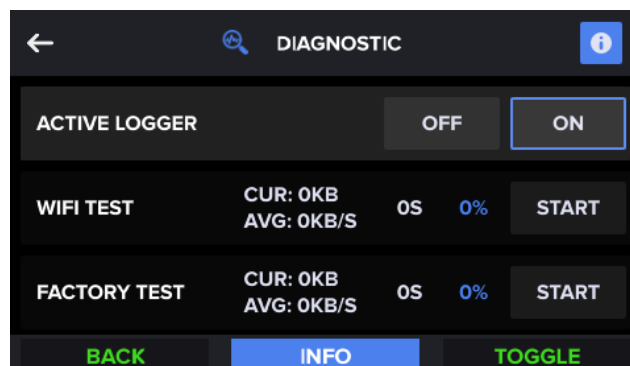 DIAGNOSTIC
ACTIVE LOGGER OFF ON
WIFI TEST CUR: 0KB AVG: 0KB/S 0S 0% START
FACTORY TEST CUR: 0KB AVG: 0KB/S 0S 0% START
BACK INFO TOGGLE